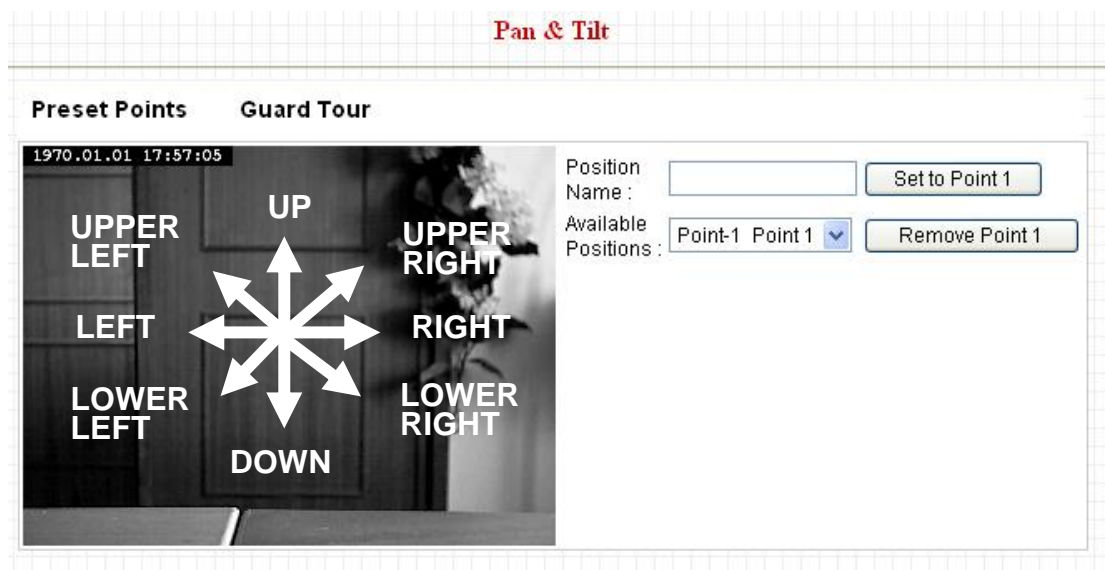 Pan & Tilt
Preset Points Guard Tour
1970.01.01 17:57:05
UP
UPPER
LEFT
UPPER
RIGHT
LEFT
RIGHT
LOWER
LEFT
LOWER
RIGHT
DOWN
Position
Name :
Set to Point 1
Available
Positions :
Point-1 Point 1
Remove Point 1